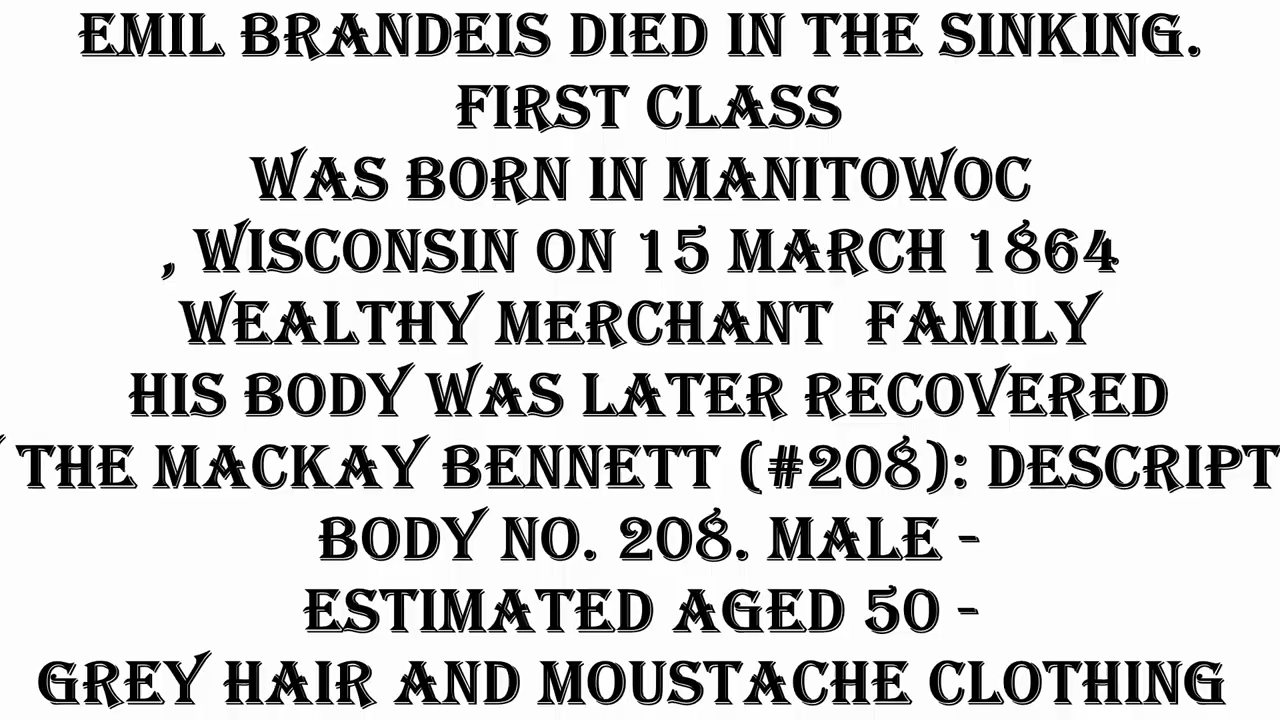 EMIL BRANDEIS DIED IN THE SINKING.
FIRST CLASS
WAS BORN IN MANITOWOC
, WISCONSIN ON 15 MARCH 1864
WEALTHY MERCHANT FAMILY
HIS BODY WAS LATER RECOVERED
THE MACKAY BENNETT (#208): DESCRIPT
BODY NO. 208. MALE -
ESTIMATED AGED 50 -
GREY HAIR AND MOUSTACHE CLOTHING